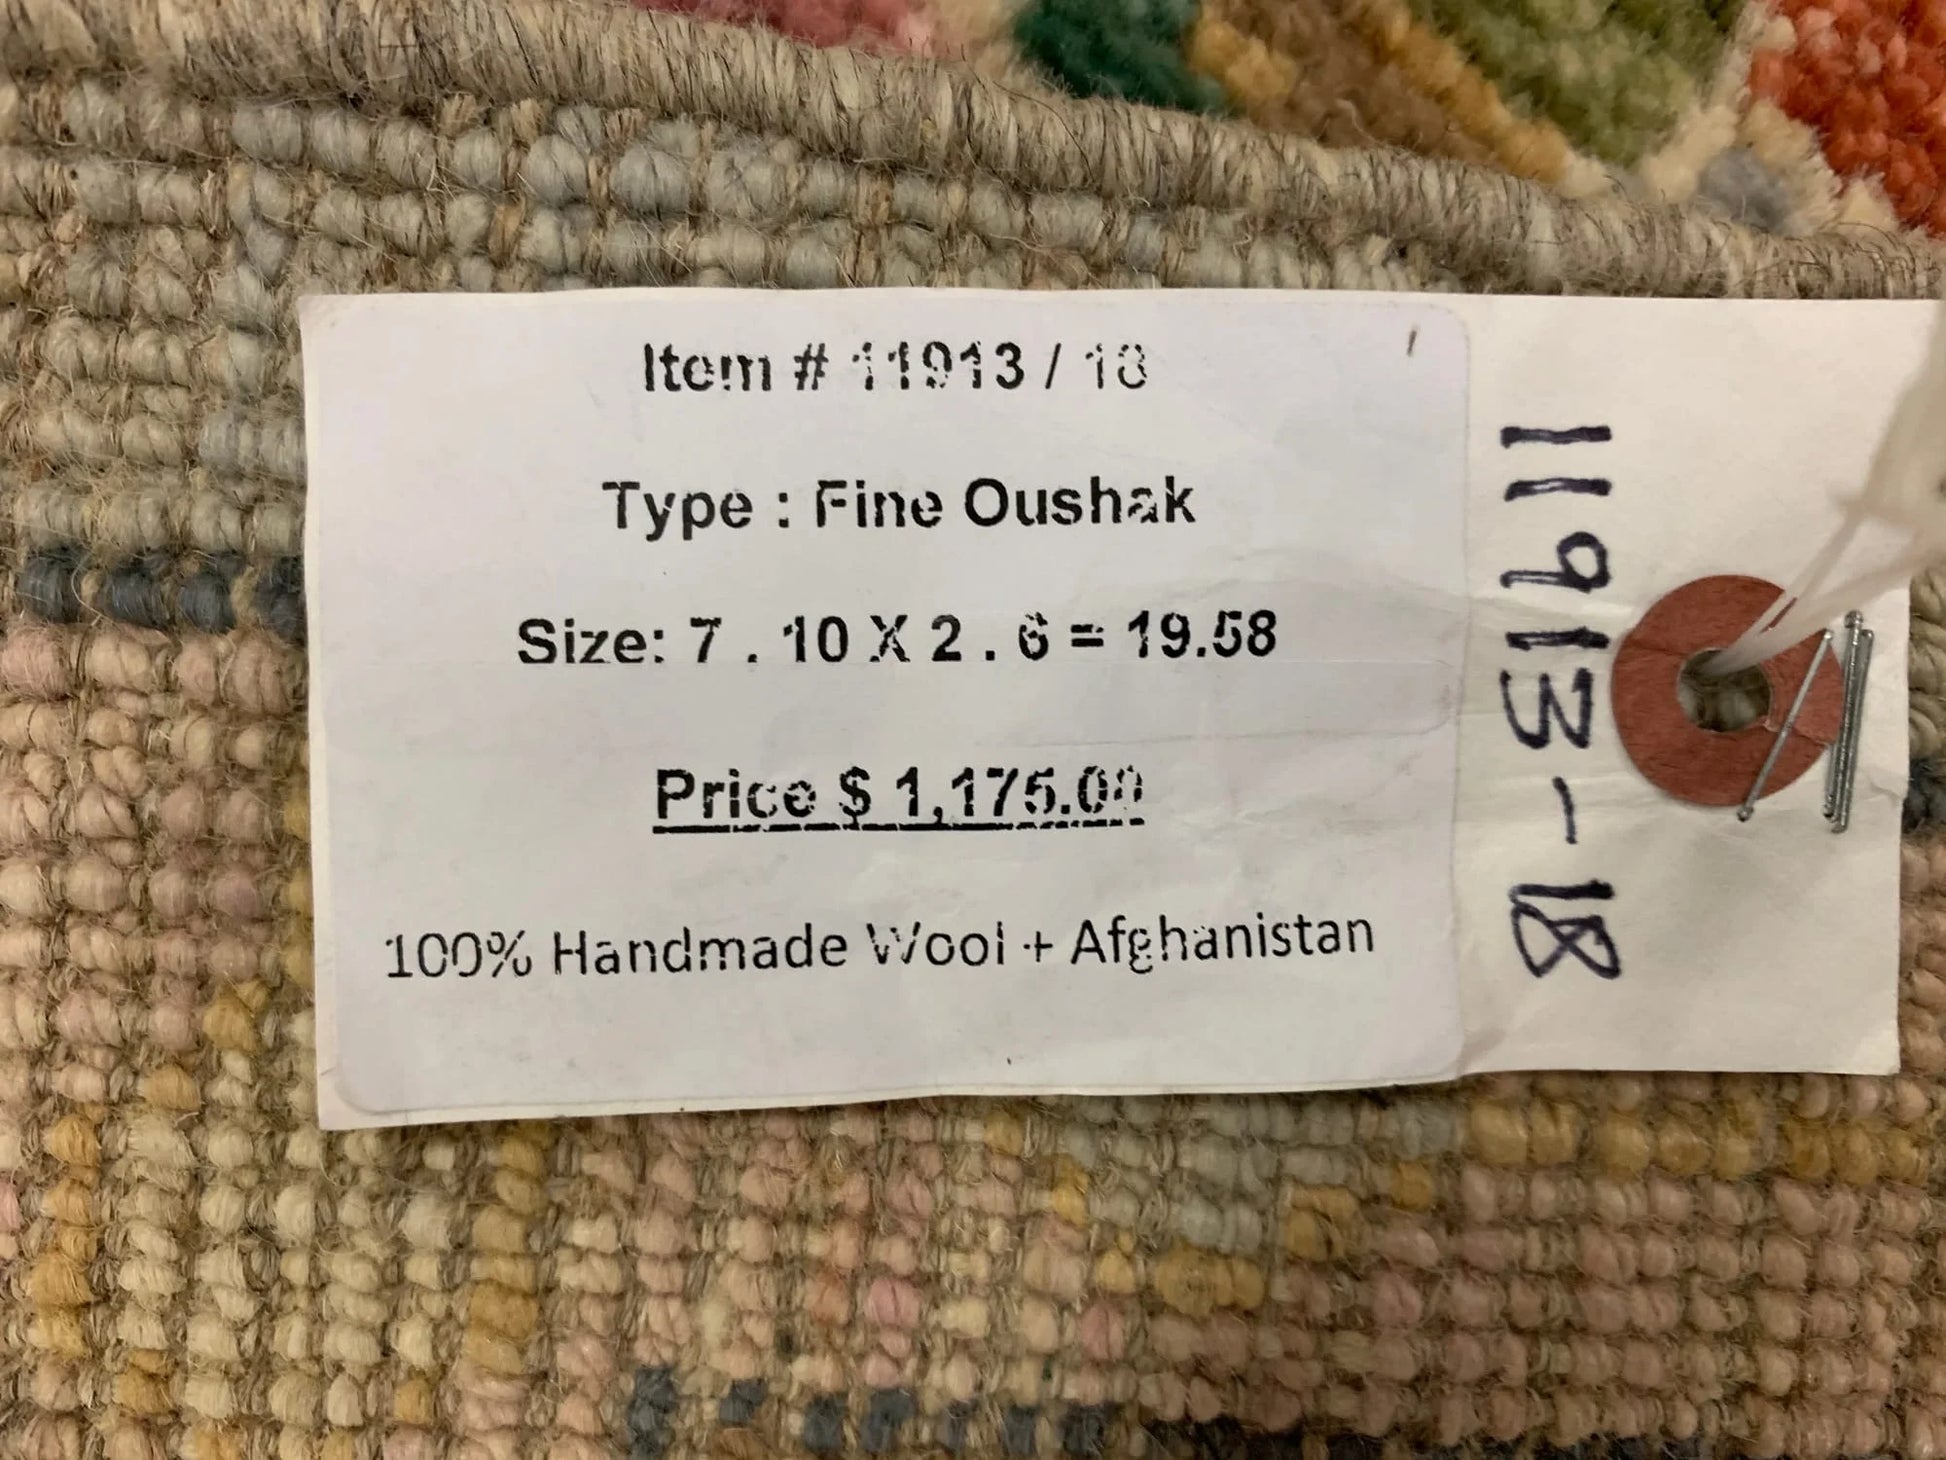 Item # 11913 / 18
Type : Fine Oushak
Size: 7 . 10 X 2 . 6 = 19.58
Price $ 1,175.00
100% Handmade Wool + Afghanistan
11913-18